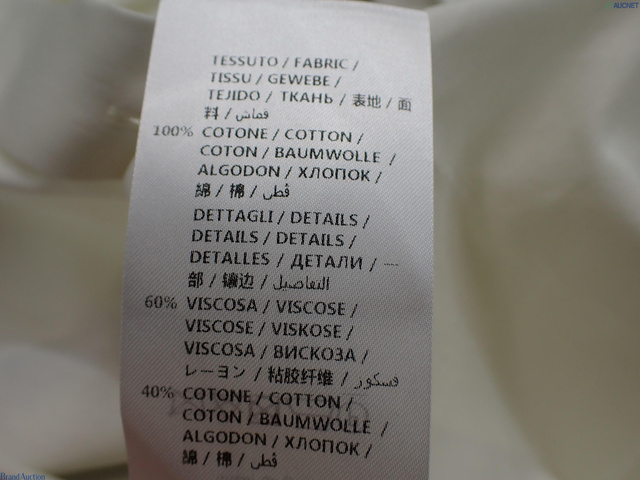 AUCNET
TESSUTO / FABRIC /
TISSU / GEWEBE /
TEJIDO / ТКАНЬ / 表地 / 面
料 / قماش
100% COTONE / COTTON /
COTON / BAUMWOLLE /
ALGODON / ХЛОПОК /
綿 / 棉 / قطن
DETTAGLI / DETAILS /
DETAILS / DETAILS /
DETALLES / ДЕТАЛИ / 一
部 / 镶边 / التفاصيل
60% VISCOSA / VISCOSE /
VISCOSE / VISKOSE /
VISCOSA / ВИСКОЗА /
レーヨン / 粘胶纤维 / فسكوز
40% COTONE / COTTON /
COTON / BAUMWOLLE /
ALGODON / ХЛОПОК /
綿 / 棉 / قطن
BrandAuction